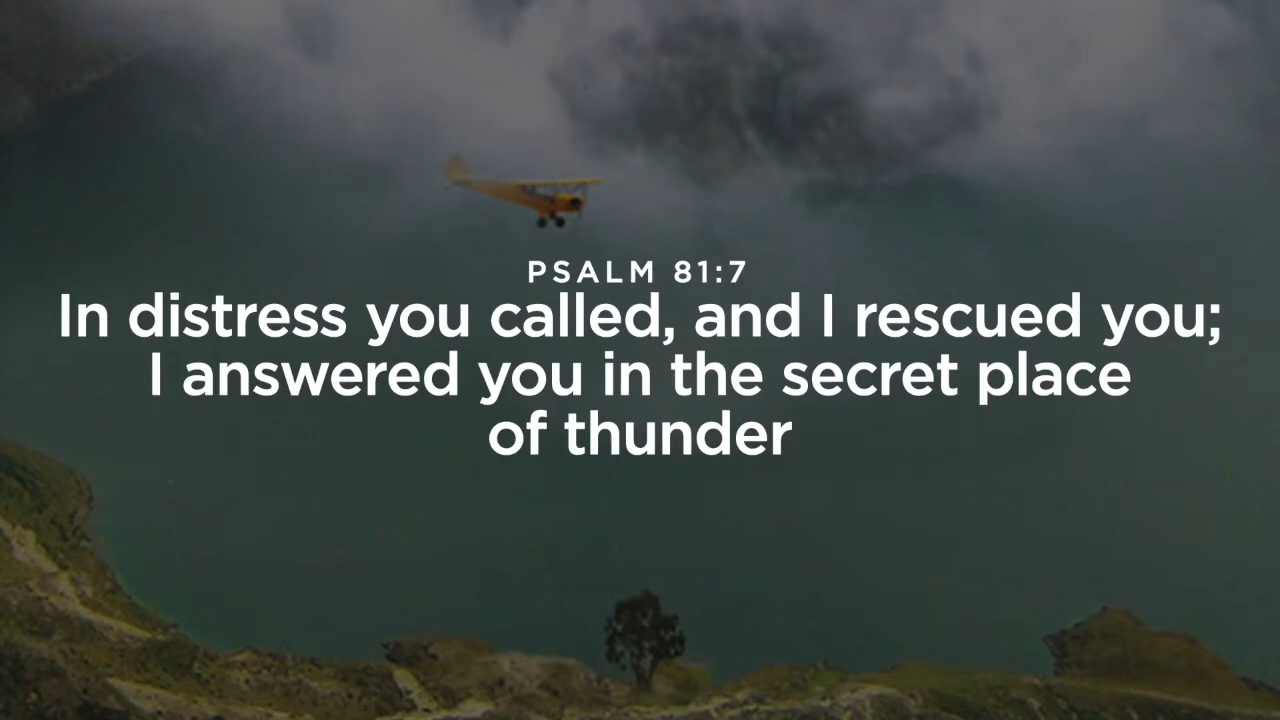 PSALM 81:7
In distress you called, and I rescued you;
I answered you in the secret place
of thunder